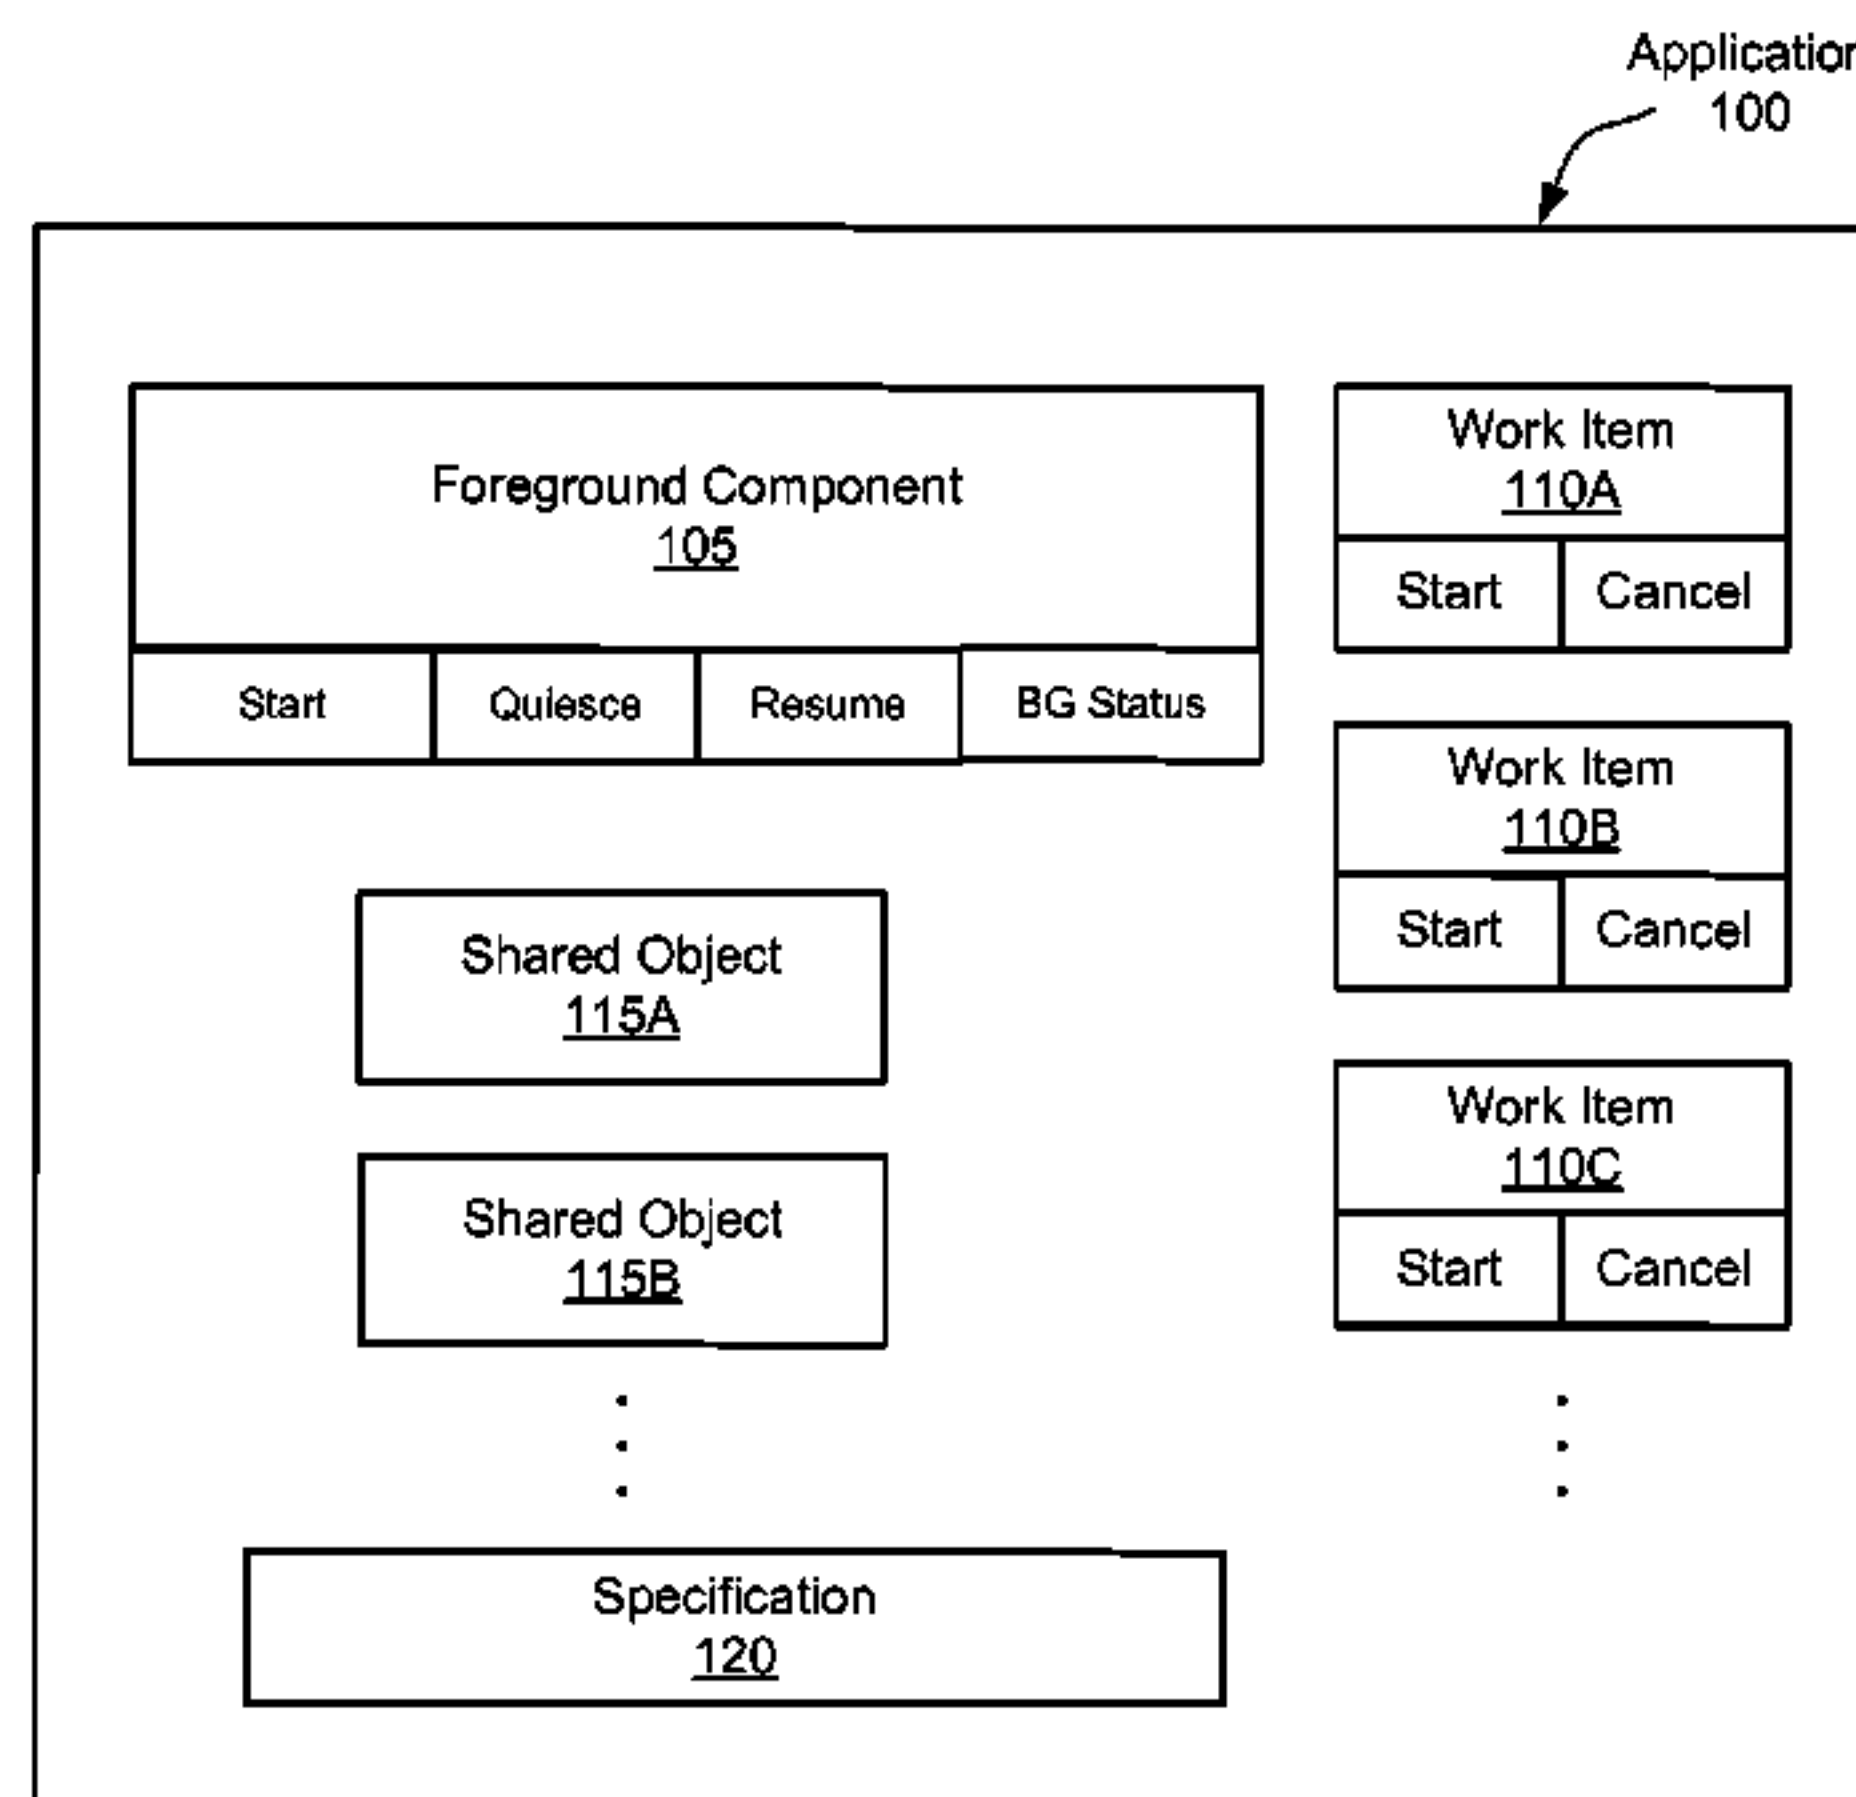 Application
100
Foreground Component
105
Start
Quiesce
Resume
BG Status
Work Item
110A
Start
Cancel
Work Item
110B
Start
Cancel
Work Item
110C
Start
Cancel
Shared Object
115A
Shared Object
115B
Specification
120